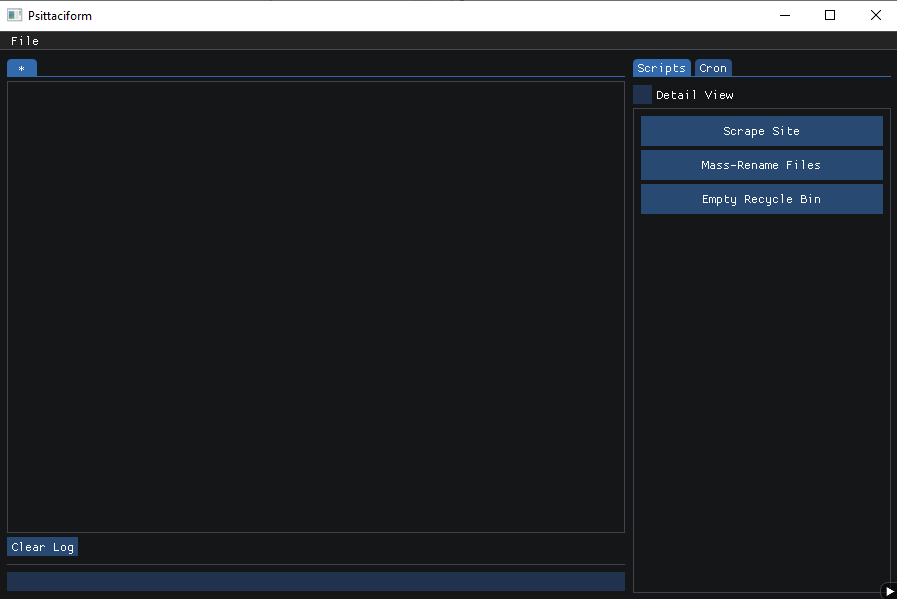 Psittaciform
File
*
Scripts Cron
Detail View
Scrape Site
Mass-Rename Files
Empty Recycle Bin
Clear Log